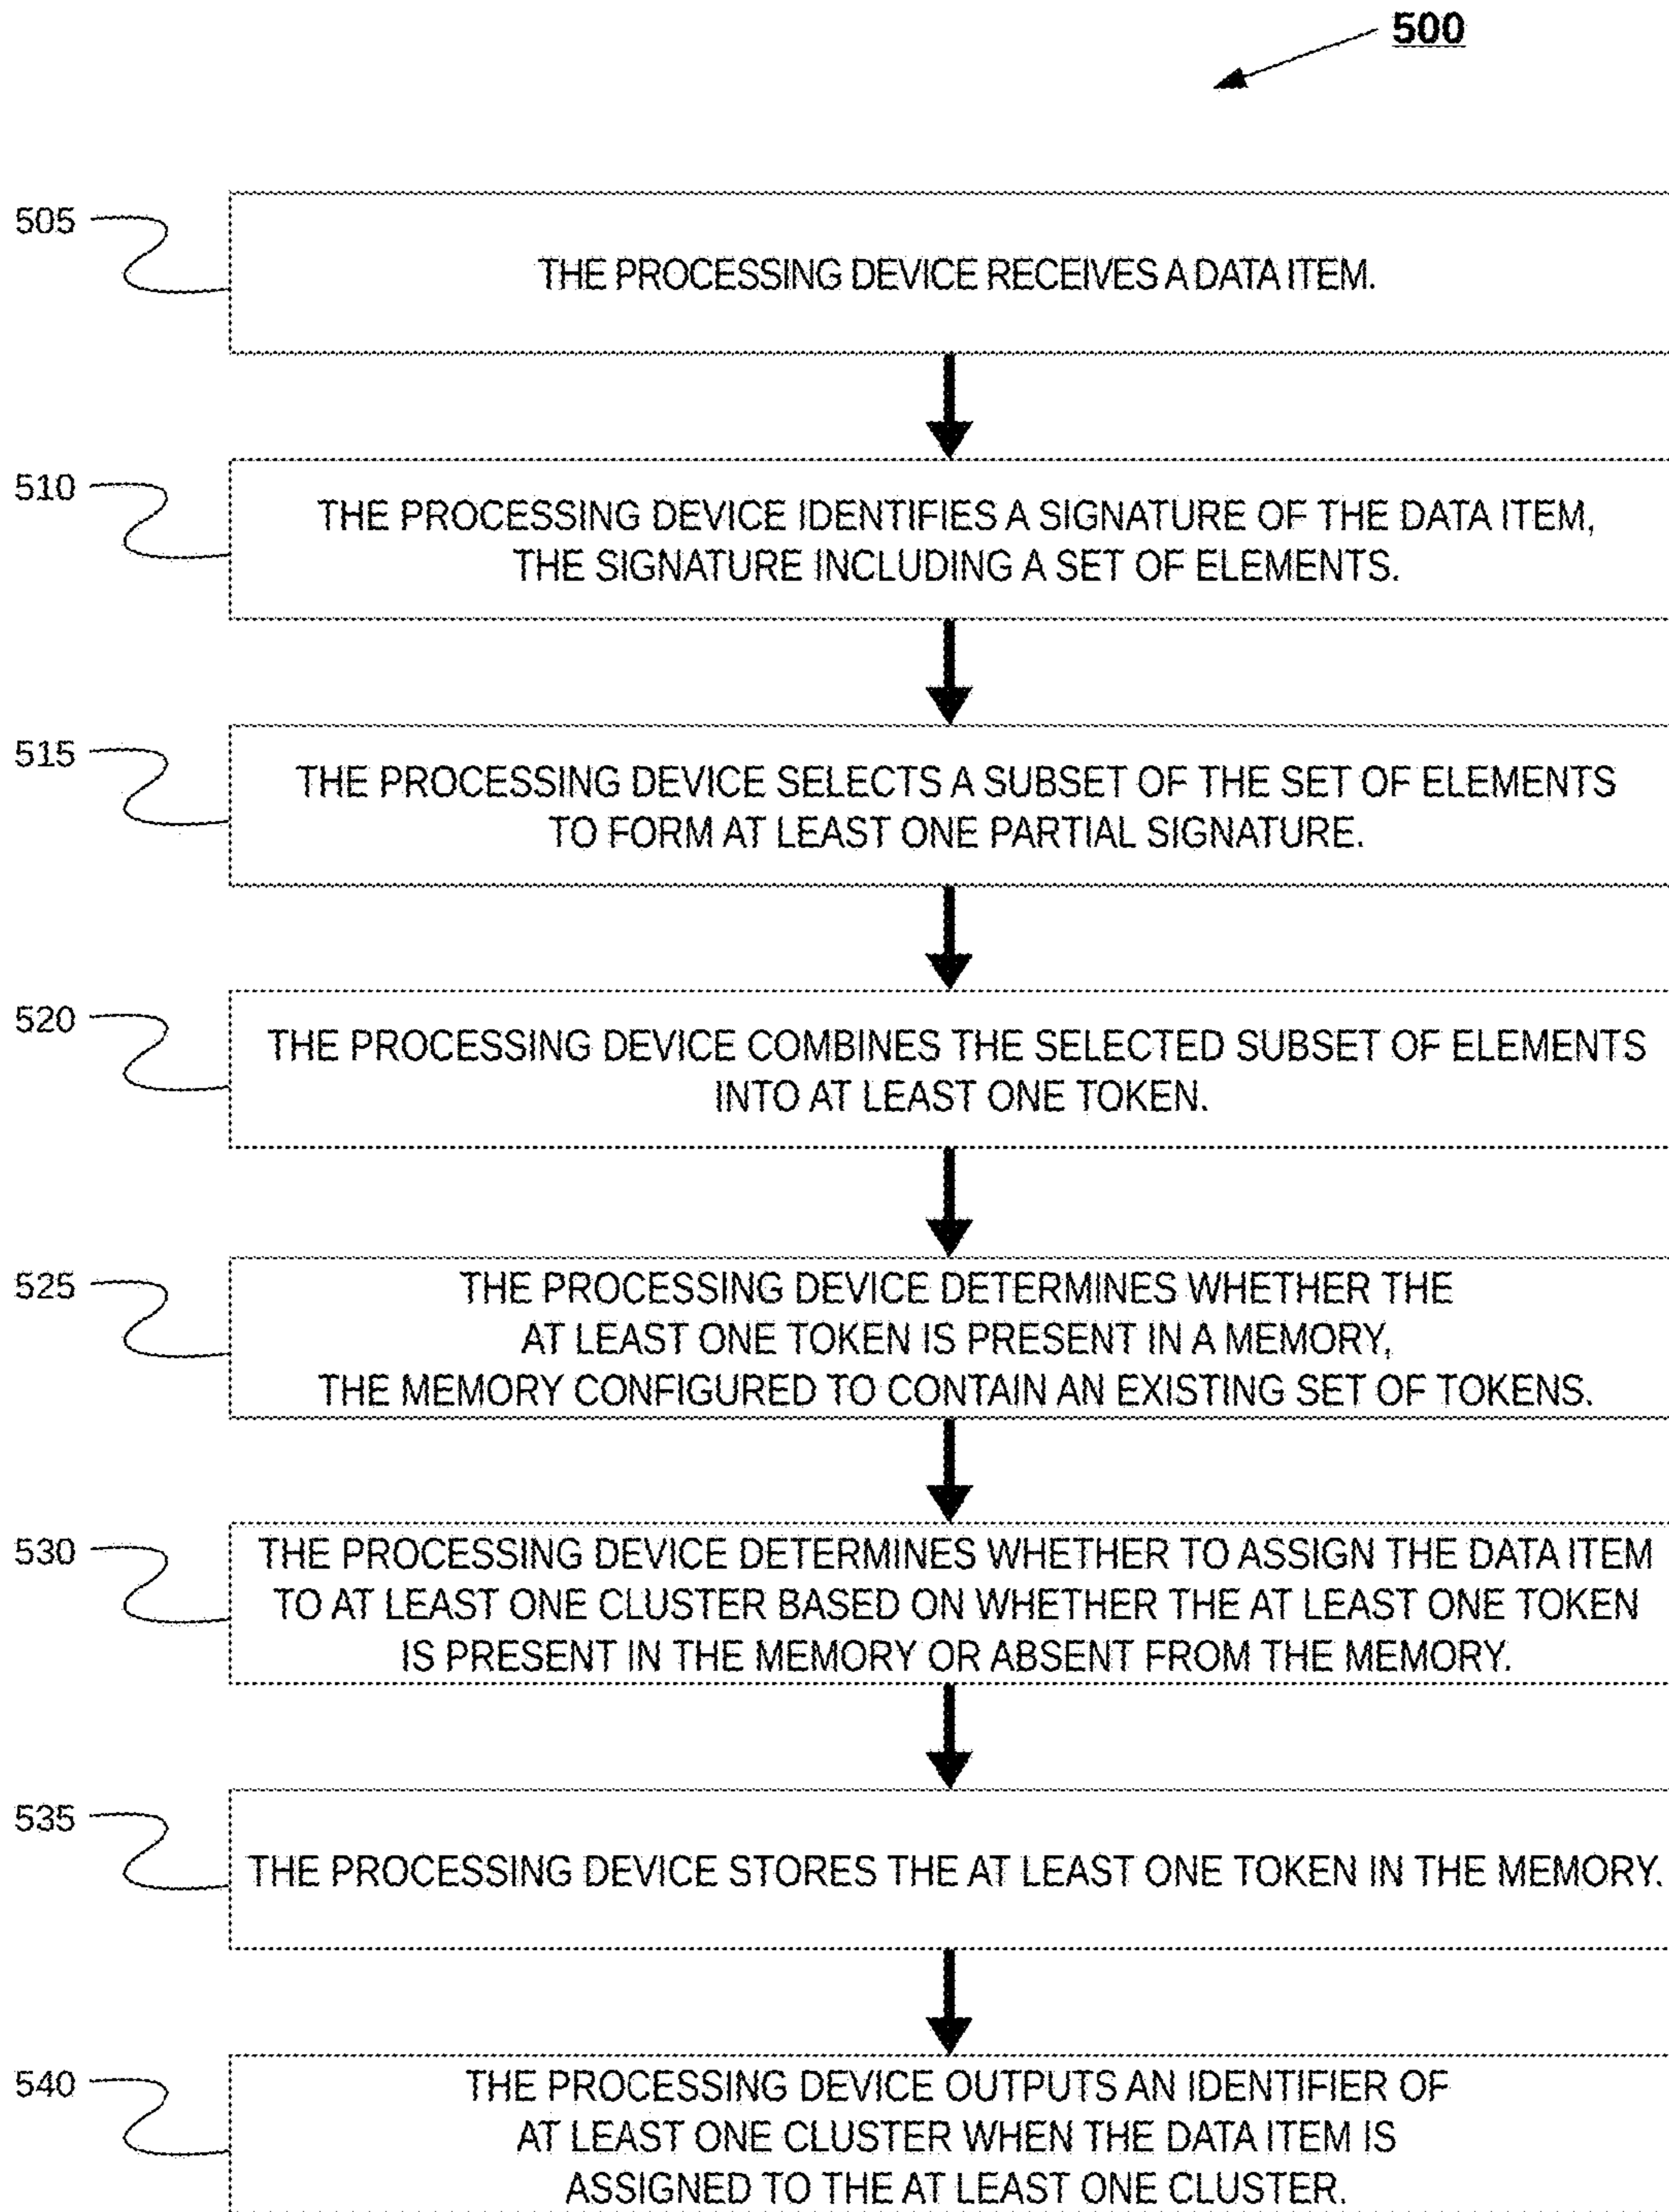 500
505
THE PROCESSING DEVICE RECEIVES A DATA ITEM.
510
THE PROCESSING DEVICE IDENTIFIES A SIGNATURE OF THE DATA ITEM,
THE SIGNATURE INCLUDING A SET OF ELEMENTS.
515
THE PROCESSING DEVICE SELECTS A SUBSET OF THE SET OF ELEMENTS
TO FORM AT LEAST ONE PARTIAL SIGNATURE.
520
THE PROCESSING DEVICE COMBINES THE SELECTED SUBSET OF ELEMENTS
INTO AT LEAST ONE TOKEN.
525
THE PROCESSING DEVICE DETERMINES WHETHER THE
AT LEAST ONE TOKEN IS PRESENT IN A MEMORY,
THE MEMORY CONFIGURED TO CONTAIN AN EXISTING SET OF TOKENS.
530
THE PROCESSING DEVICE DETERMINES WHETHER TO ASSIGN THE DATA ITEM
TO AT LEAST ONE CLUSTER BASED ON WHETHER THE AT LEAST ONE TOKEN
IS PRESENT IN THE MEMORY OR ABSENT FROM THE MEMORY.
535
THE PROCESSING DEVICE STORES THE AT LEAST ONE TOKEN IN THE MEMORY.
540
THE PROCESSING DEVICE OUTPUTS AN IDENTIFIER OF
AT LEAST ONE CLUSTER WHEN THE DATA ITEM IS
ASSIGNED TO THE AT LEAST ONE CLUSTER.